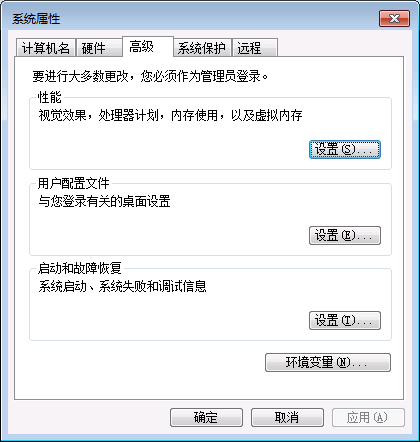 系统属性
计算机名 硬件 高级 系统保护 远程
要进行大多数更改，您必须作为管理员登录。
性能
视觉效果，处理器计划，内存使用，以及虚拟内存
设置(S)...
用户配置文件
与您登录有关的桌面设置
设置(E)...
启动和故障恢复
系统启动、系统失败和调试信息
设置(T)...
环境变量(N)...
确定 取消 应用(A)